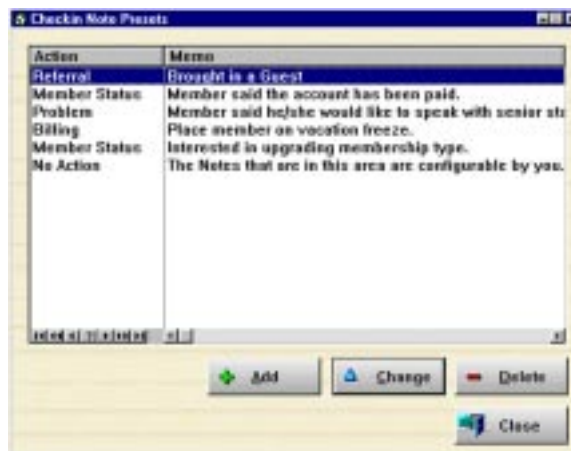 Checkin Note Presets
Action Memo
Referral Brought in a Guest
Member Status Member said the account has been paid.
Problem Member said he/she would like to speak with senior sta
Billing Place member on vacation freeze.
Member Status Interested in upgrading membership type.
No Action The Notes that are in this area are configurable by you.
Add Change Delete
Close